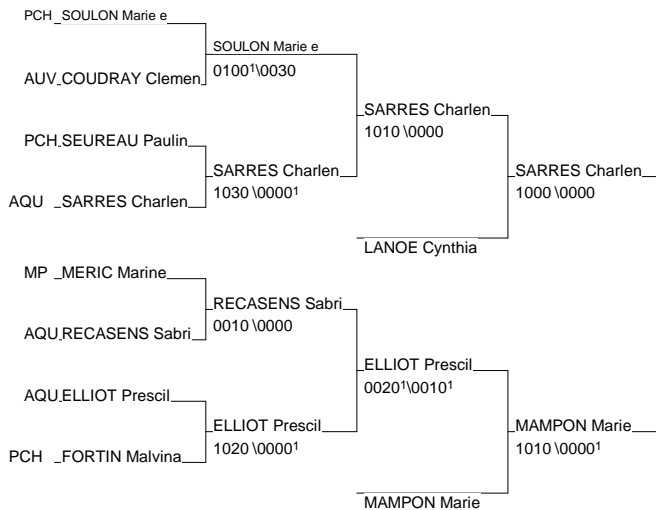 PCH SOULON Marie e
SOULON Marie e
0100¹\0030
AUV COUDRAY Clemen
SARRES Charlen
1010 \0000
PCH SEUREAU Paulin
SARRES Charlen
1030 \0000¹
SARRES Charlen
1000 \0000
AQU SARRES Charlen
LANOE Cynthia
MP MERIC Marine
RECASENS Sabri
0010 \0000
AQU RECASENS Sabri
ELLIOT Prescil
0020¹\0010¹
AQU ELLIOT Prescil
ELLIOT Prescil
1020 \0000¹
MAMPON Marie
1010 \0000¹
PCH FORTIN Malvina
MAMPON Marie